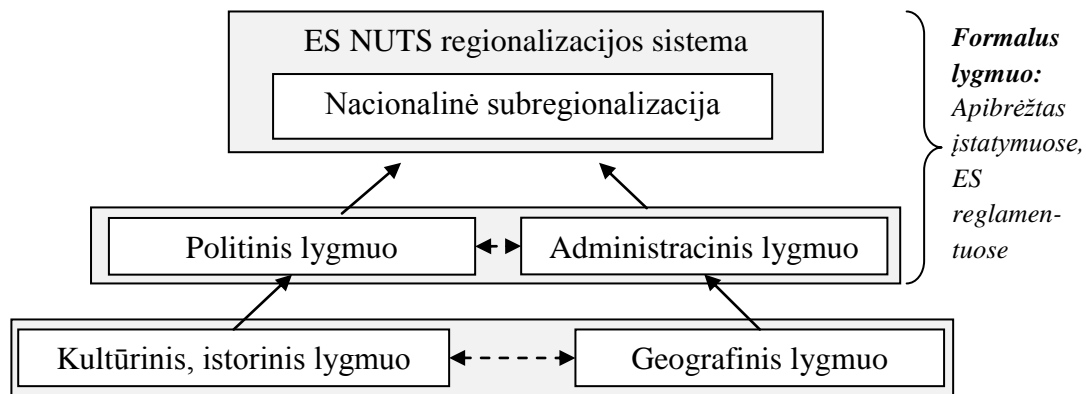 ES NUTS regionalizacijos sistema
Nacionalinė subregionalizacija
Politinis lygmuo
Administracinis lygmuo
Kultūrinis, istorinis lygmuo
Geografinis lygmuo
Formalus
lygmuo:
Apibrėžtas
įstatymuose,
ES
reglamen-
tuose